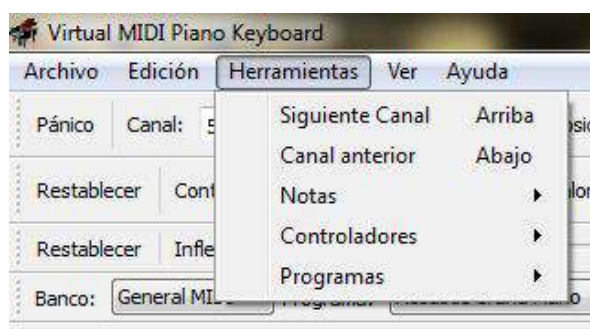 Virtual MIDI Piano Keyboard
Archivo Edición Herramientas Ver Ayuda
Pánico Canal:
Siguiente Canal Arriba
Canal anterior Abajo
Restablecer
Notas
Controladores
Restablecer
Programas
Banco: General